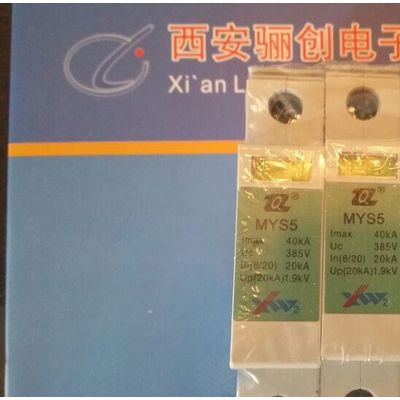 西安骊创电子
Xi`an L
® ®
MYS5 MYS5
Imax 40kA Imax 40kA
Uc 385V Uc 385V
In(8/20) 20kA In(8/20) 20kA
Up(20kA)1.9kV Up(20kA)1.9kV